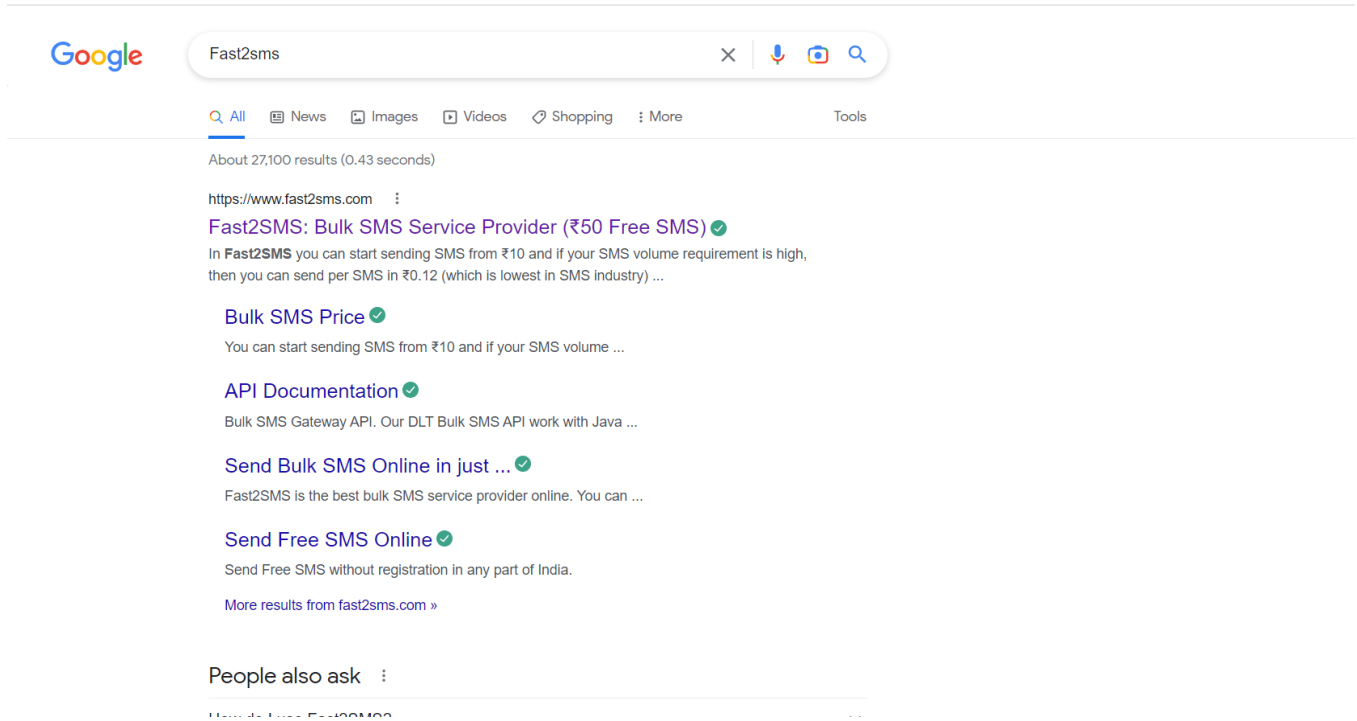 Google
Fast2sms
All News Images Videos Shopping More Tools
About 27,100 results (0.43 seconds)
https://www.fast2sms.com
Fast2SMS: Bulk SMS Service Provider (₹50 Free SMS)
In Fast2SMS you can start sending SMS from ₹10 and if your SMS volume requirement is high,
then you can send per SMS in ₹0.12 (which is lowest in SMS industry) ...
Bulk SMS Price
You can start sending SMS from ₹10 and if your SMS volume ...
API Documentation
Bulk SMS Gateway API. Our DLT Bulk SMS API work with Java ...
Send Bulk SMS Online in just ...
Fast2SMS is the best bulk SMS service provider online. You can ...
Send Free SMS Online
Send Free SMS without registration in any part of India.
More results from fast2sms.com »
People also ask
How do I use Fast2SMS?